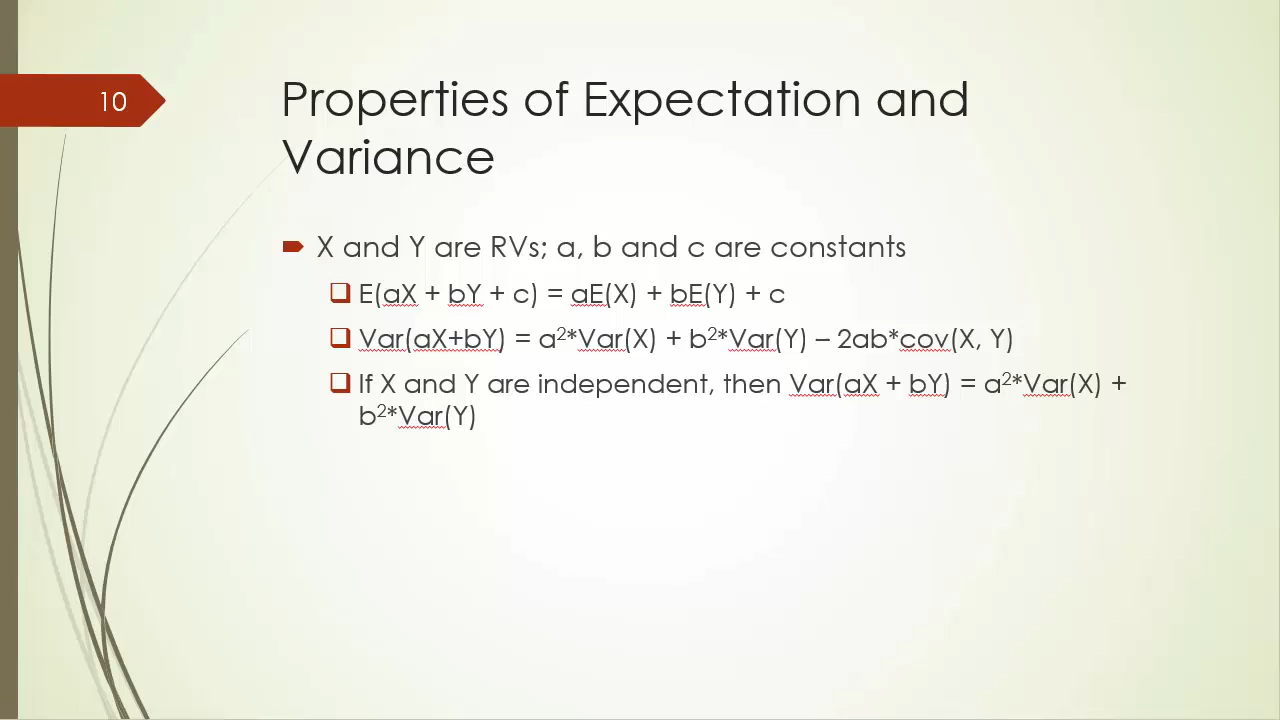 10
Properties of Expectation and
Variance
X and Y are RVs; a, b and c are constants
E(aX + bY + c) = aE(X) + bE(Y) + c
Var(aX+bY) = a²*Var(X) + b²*Var(Y) – 2ab*cov(X, Y)
If X and Y are independent, then Var(aX + bY) = a²*Var(X) +
b²*Var(Y)